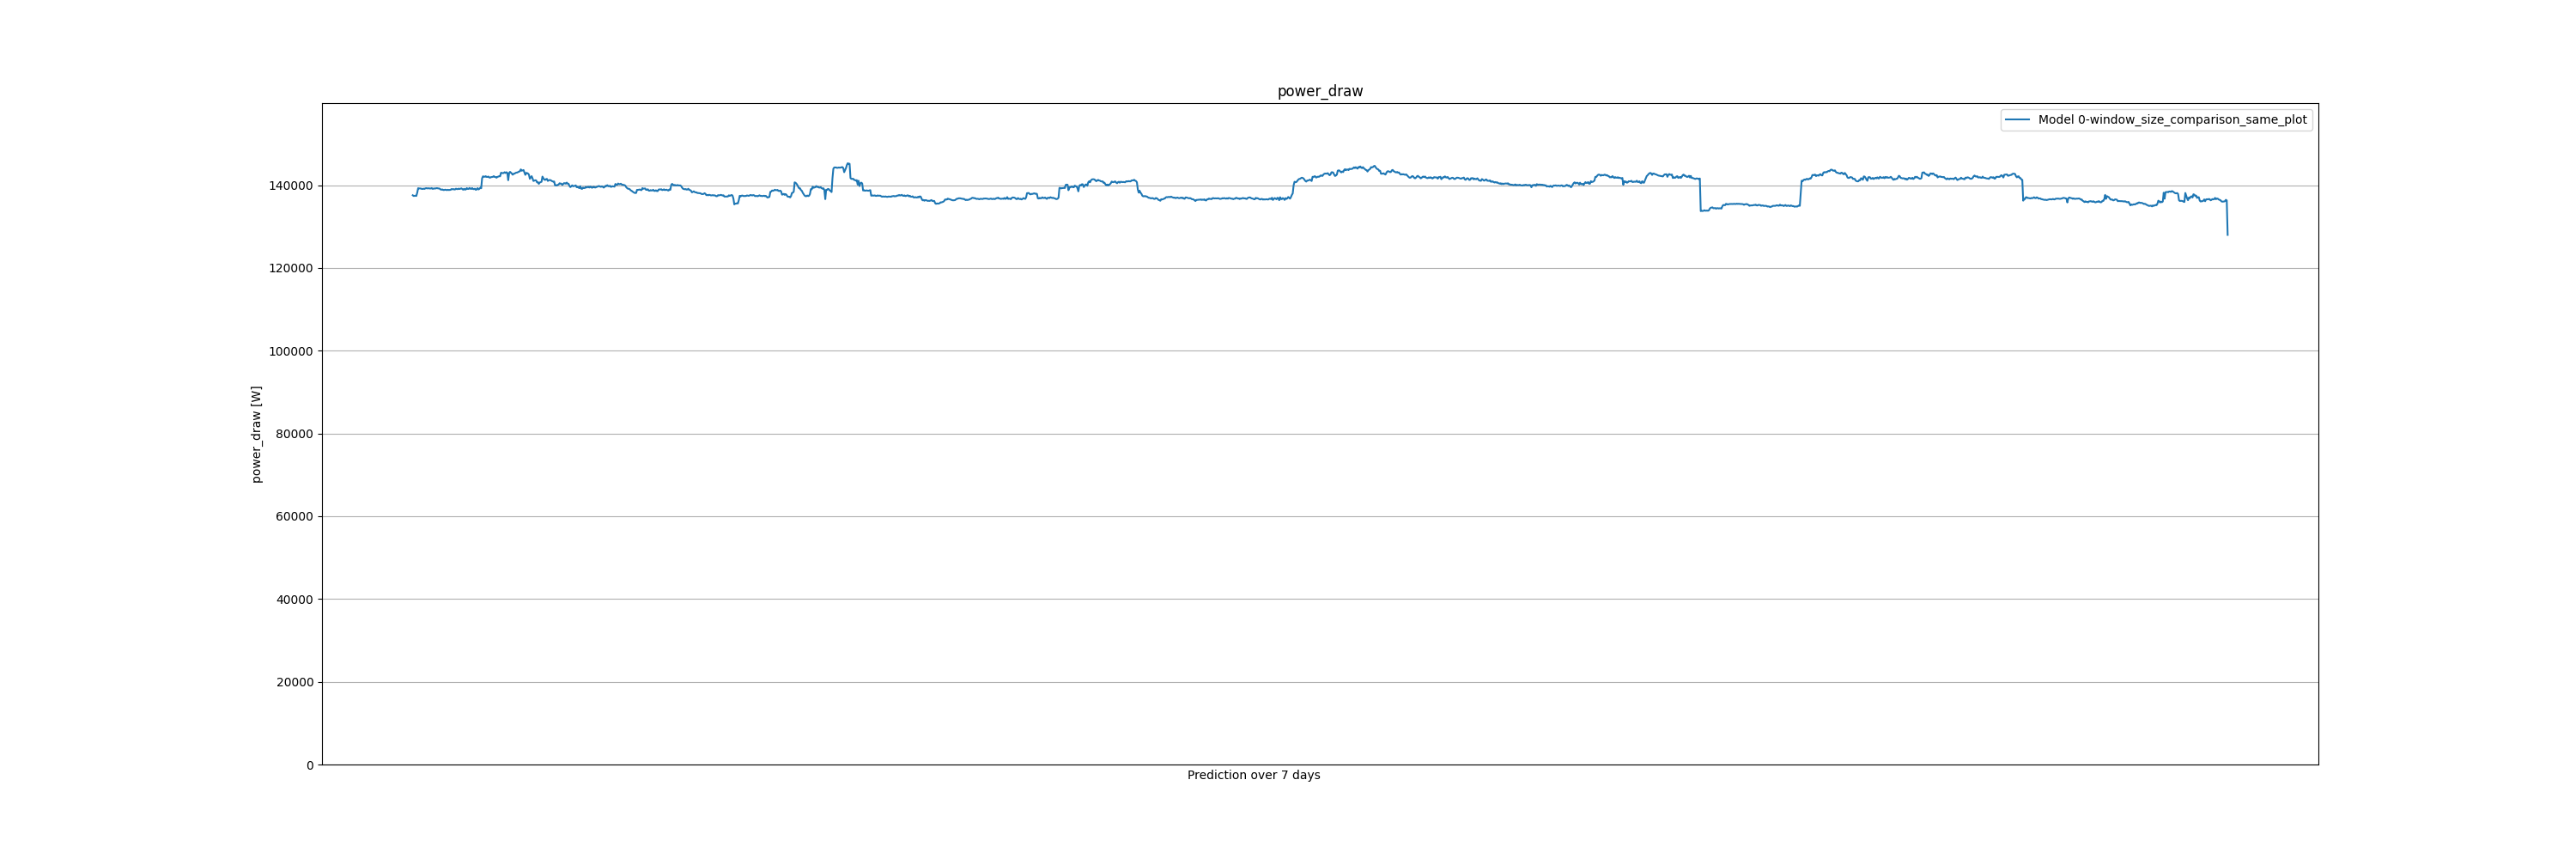 power_draw
Model 0-window_size_comparison_same_plot
140000
120000
100000
80000
60000
40000
20000
0
power_draw [W]
Prediction over 7 days